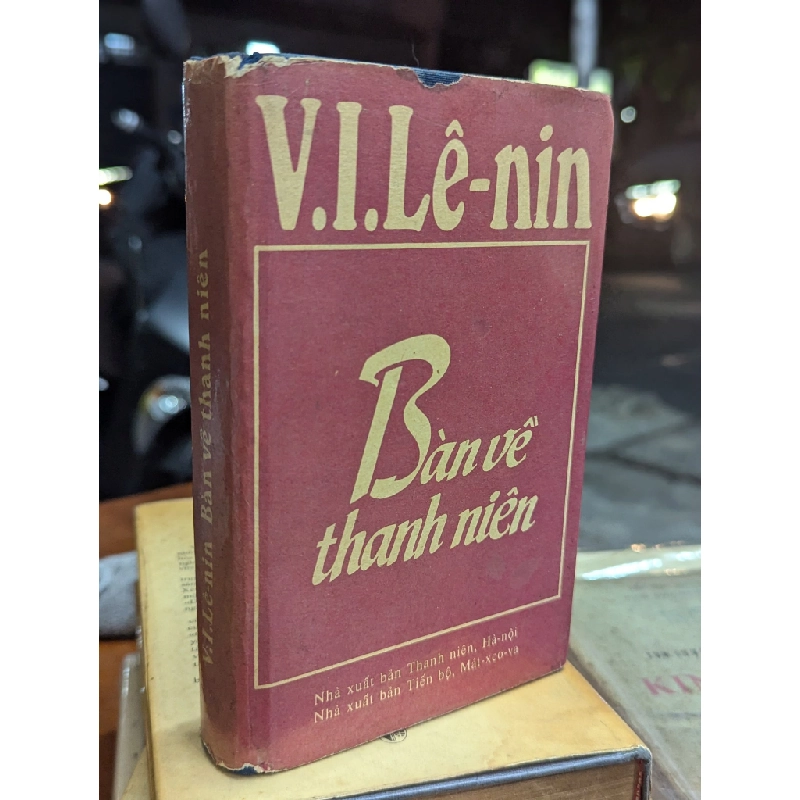 V.I.Lê-nin
Bàn về
thanh niên
Nhà xuất bản Thanh niên, Hà-nội
Nhà xuất bản Tiến bộ, Mát-xcơ-va
V.I.Lê-nin Bàn về thanh niên
KIN